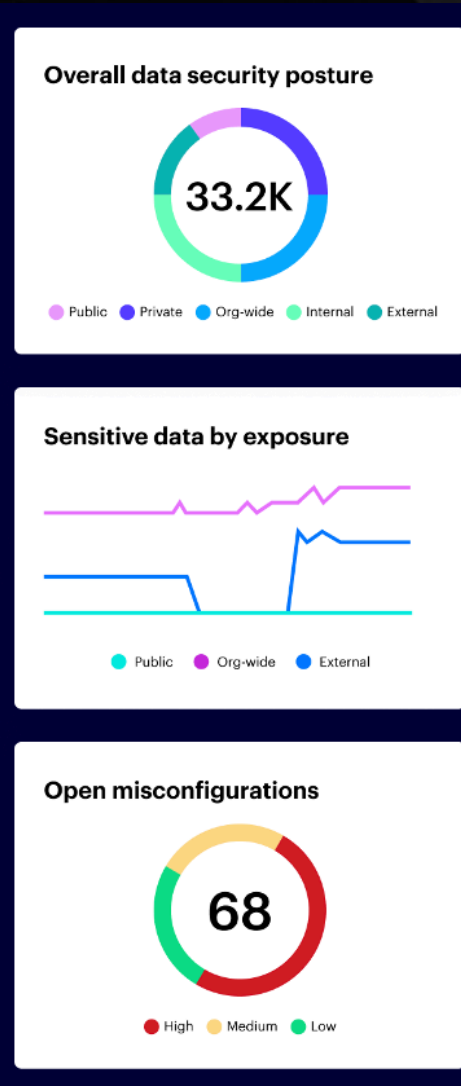 Overall data security posture
33.2K
Public Private Org-wide Internal External
Sensitive data by exposure
Public Org-wide External
Open misconfigurations
68
High Medium Low